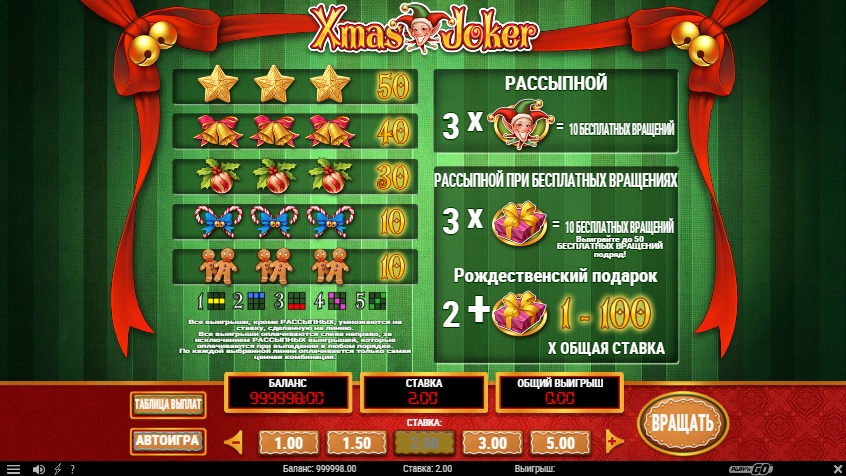 Xmas Joker
50
40
30
10
10
1 2 3 4 5
Все выигрыши, кроме РАССЫПНЫХ, умножаются на
ставку, сделанную на линию.
Все выигрыши оплачиваются слева направо, за
исключением РАССЫПНЫХ выигрышей, которые
оплачиваются при выпадении в любом порядке.
По каждой выбранной линии оплачивается только самая
ценная комбинация.
РАССЫПНОЙ
3 x = 10 БЕСПЛАТНЫХ ВРАЩЕНИЙ
РАССЫПНОЙ ПРИ БЕСПЛАТНЫХ ВРАЩЕНИЯХ
3 x = 10 БЕСПЛАТНЫХ ВРАЩЕНИЙ
Выиграйте до 50
БЕСПЛАТНЫХ ВРАЩЕНИЙ
подряд!
Рождественский подарок
2 + 1 - 100
X ОБЩАЯ СТАВКА
ТАБЛИЦА ВЫПЛАТ
БАЛАНС
999998.00
СТАВКА
2.00
ОБЩИЙ ВЫИГРЫШ
0.00
ВРАЩАТЬ
АВТОИГРА
СТАВКА:
1.00 1.50 2.00 3.00 5.00
? Баланс: 999998.00 Ставка: 2.00 Выигрыш: PLAY'N GO